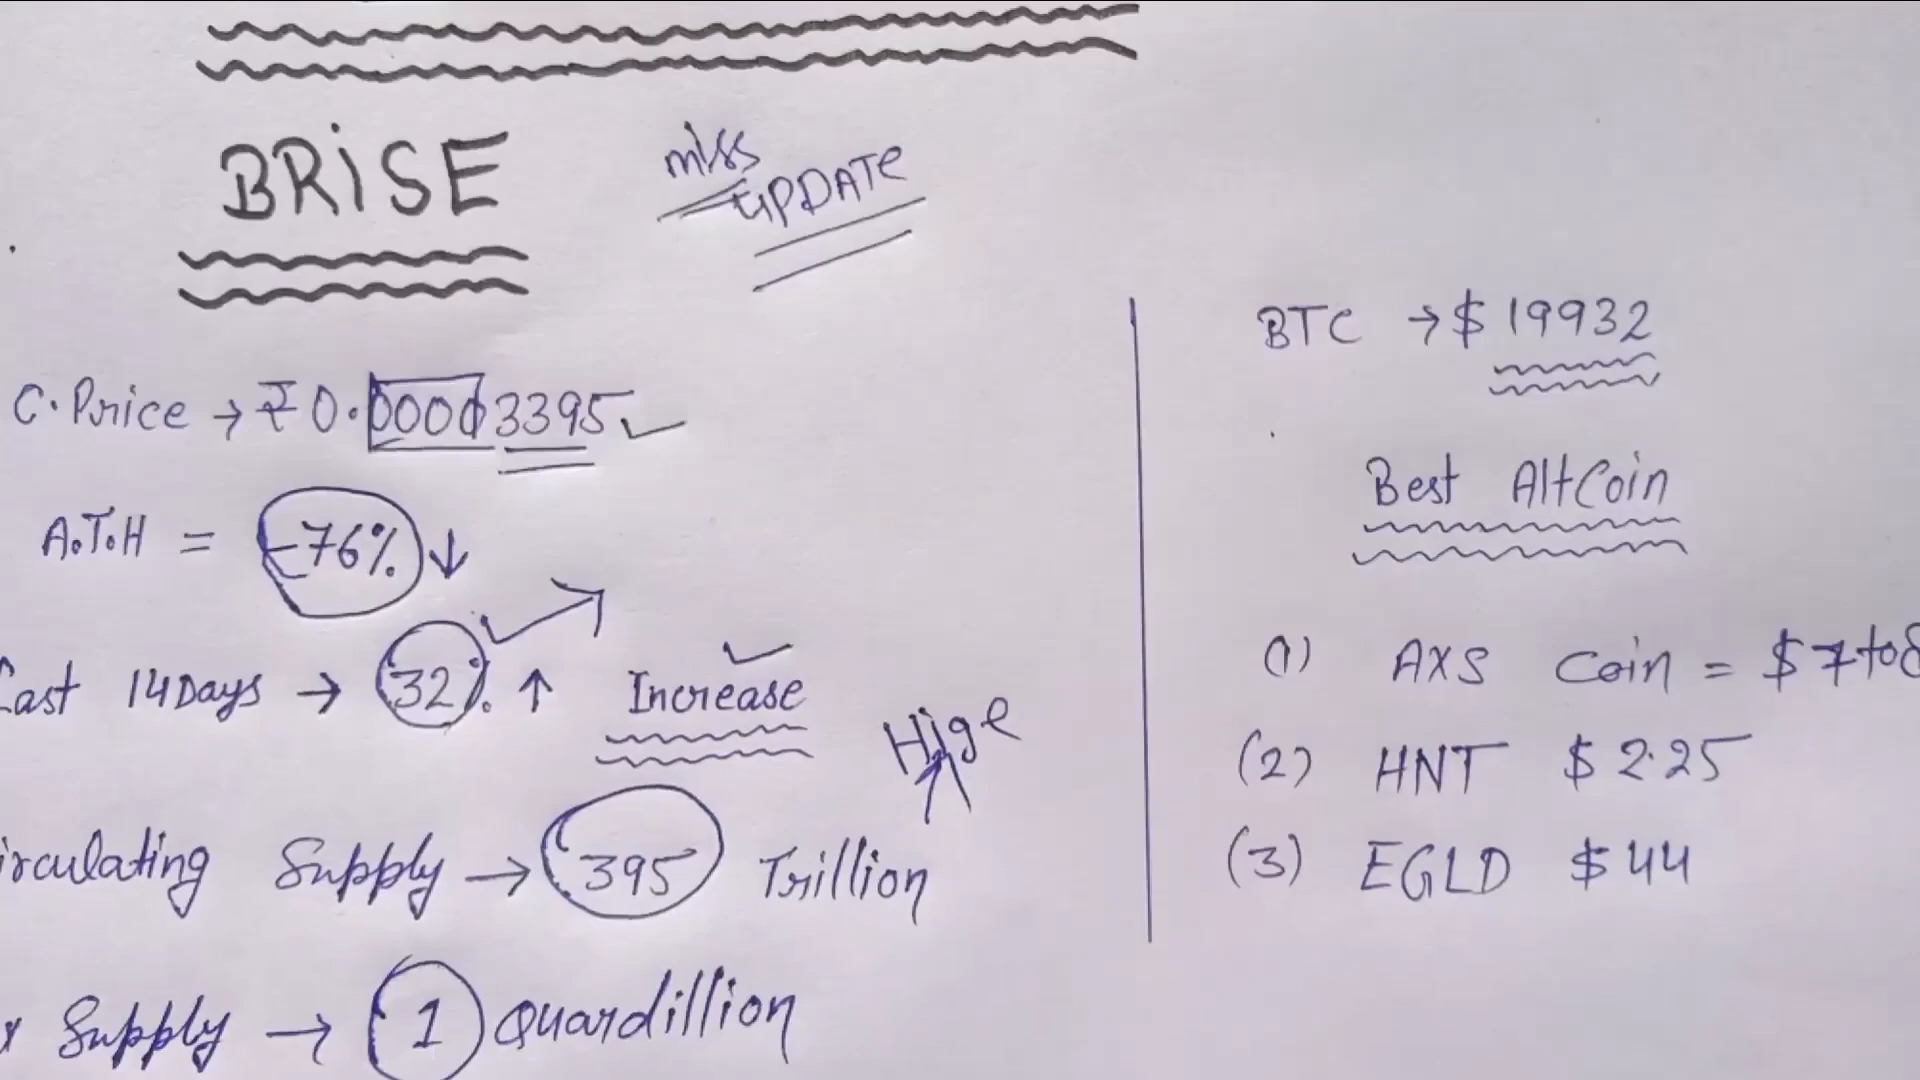 BRiSE
miss
UPDATE
C. Price → ₹0.00003395
A.T.H = -76% ↓
Last 14 Days → 32% ↑ Increase
Hige
irculating Supply → 395 Trillion
Supply → 1 Quardillion
BTC → $ 19932
Best AltCoin
(1) AXS Coin = $7 to 8
(2) HNT $ 2.25
(3) EGLD $ 44